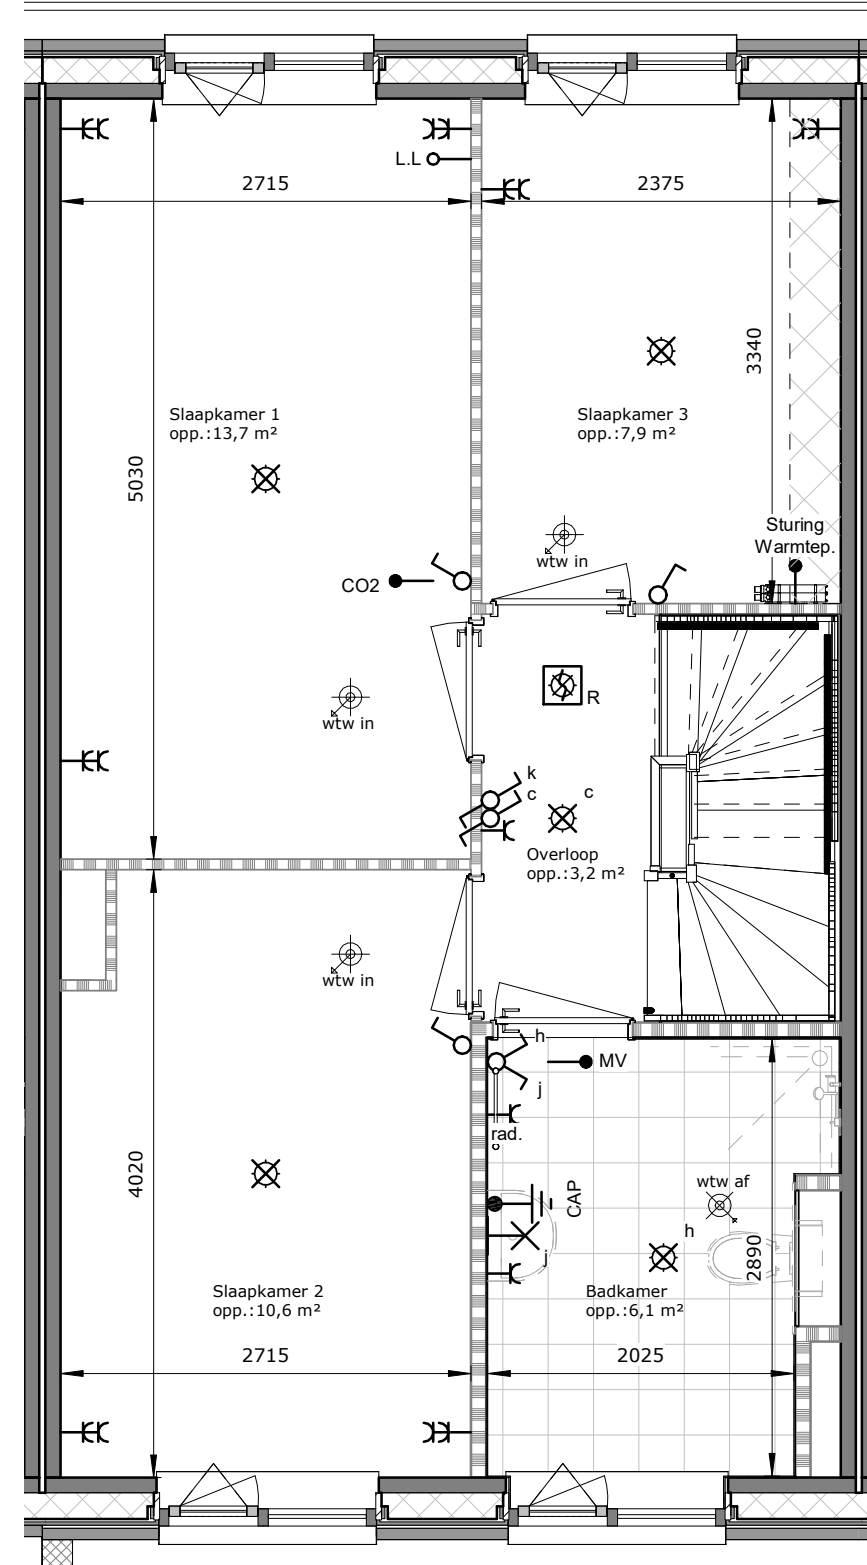 L.L
2715
2375
3340
Slaapkamer 1
opp.:13,7 m²
Slaapkamer 3
opp.:7,9 m²
5030
Sturing
Warmtep.
wtw in
CO2
R
wtw in
k
c
c
Overloop
opp.:3,2 m²
wtw in
h
MV
j
rad.
4020
CAP
wtw af
h
j
2890
Slaapkamer 2
opp.:10,6 m²
Badkamer
opp.:6,1 m²
2715
2025